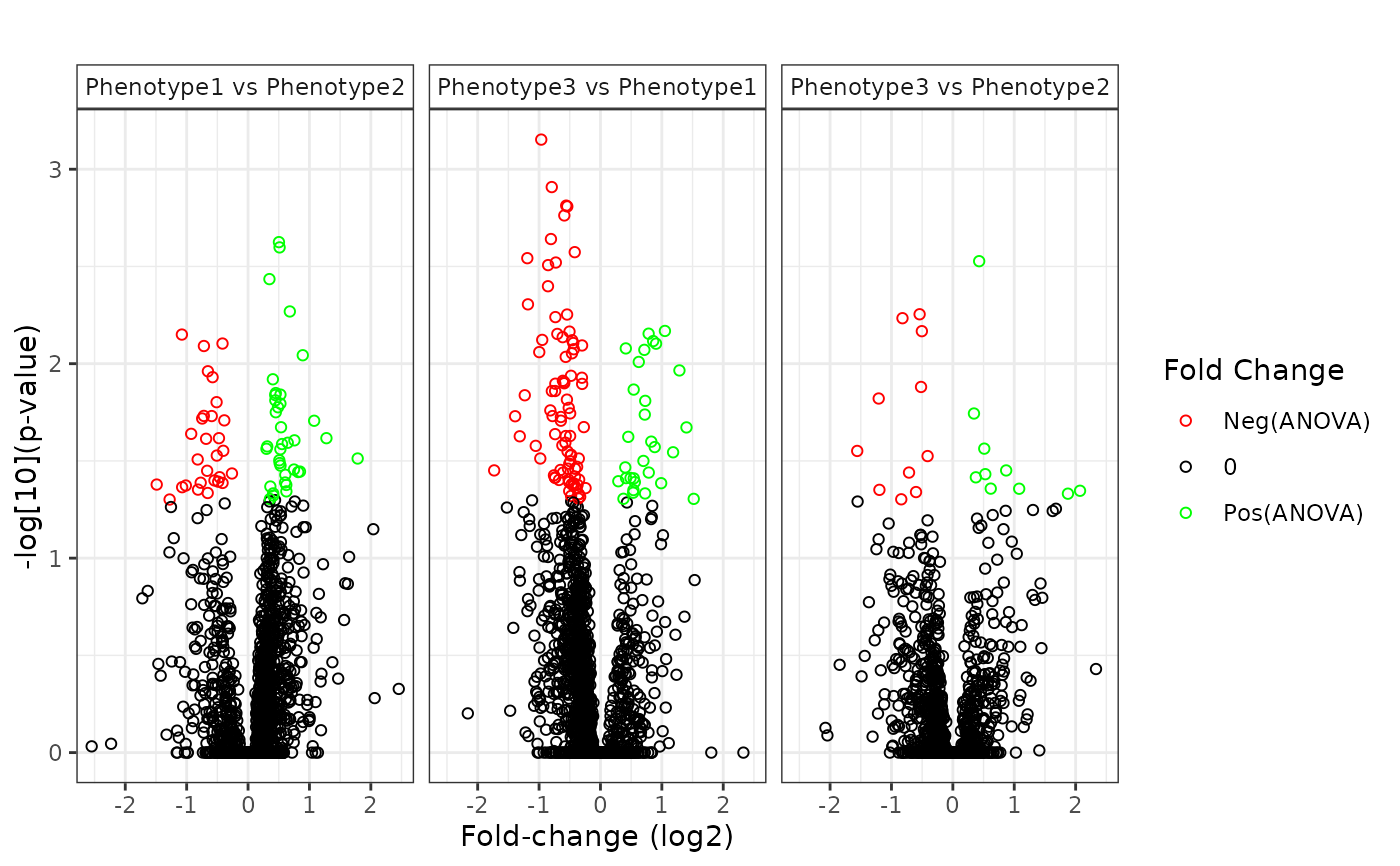 Phenotype1 vs Phenotype2
Phenotype3 vs Phenotype1
Phenotype3 vs Phenotype2
3
2
1
0
-log[10](p-value)
-2 -1 0 1 2
-2 -1 0 1 2
-2 -1 0 1 2
Fold-change (log2)
Fold Change
Neg(ANOVA)
0
Pos(ANOVA)